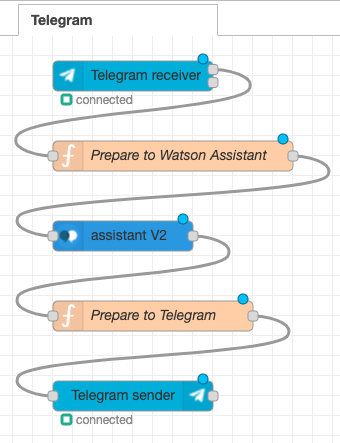 Telegram
Telegram receiver
connected
Prepare to Watson Assistant
assistant V2
Prepare to Telegram
Telegram sender
connected